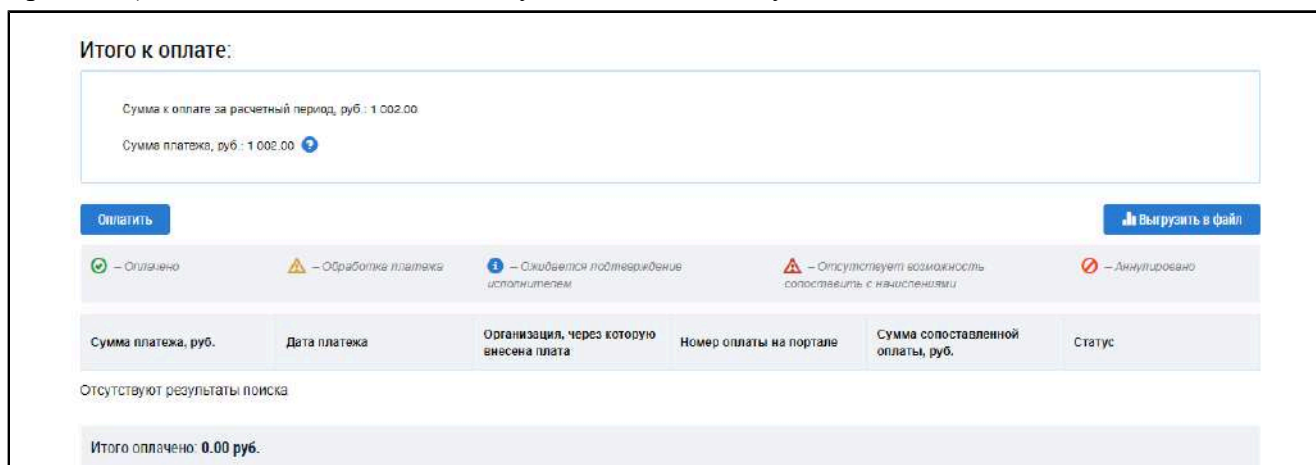 Итого к оплате:
Сумма к оплате за расчетный период, руб.: 1 002.00
Сумма платежа, руб.: 1 002.00
Оплатить
Выгрузить в файл
– Оплачено
– Обработка платежа
– Ожидается подтверждение
исполнителем
– Отсутствует возможность
сопоставить с начислениями
– Аннулировано
Сумма платежа, руб.
Дата платежа
Организация, через которую
внесена плата
Номер оплаты на портале
Сумма сопоставленной
оплаты, руб.
Статус
Отсутствуют результаты поиска
Итого оплачено: 0.00 руб.